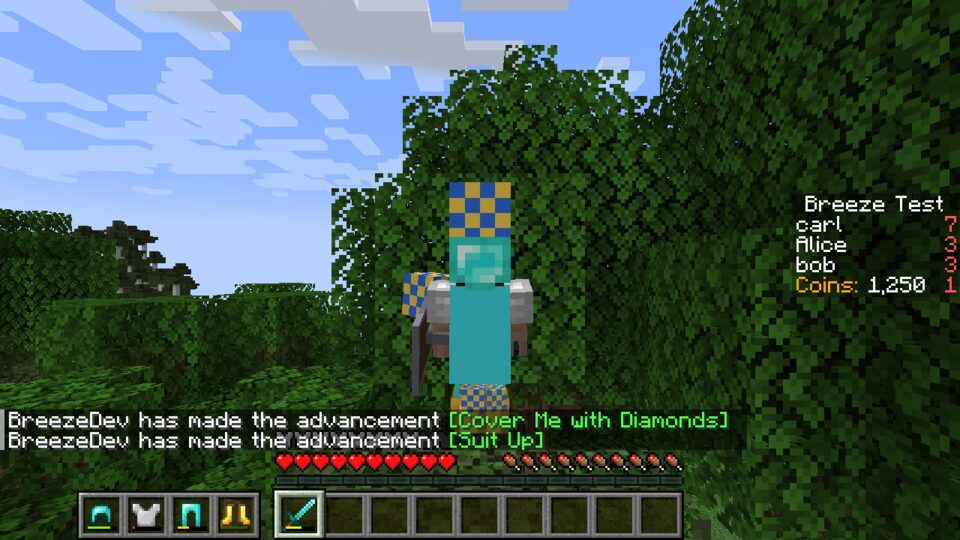 Breeze Test
carl 7
Alice 3
bob 3
Coins: 1,250 1
BreezeDev has made the advancement [Cover Me with Diamonds]
BreezeDev has made the advancement [Suit Up]